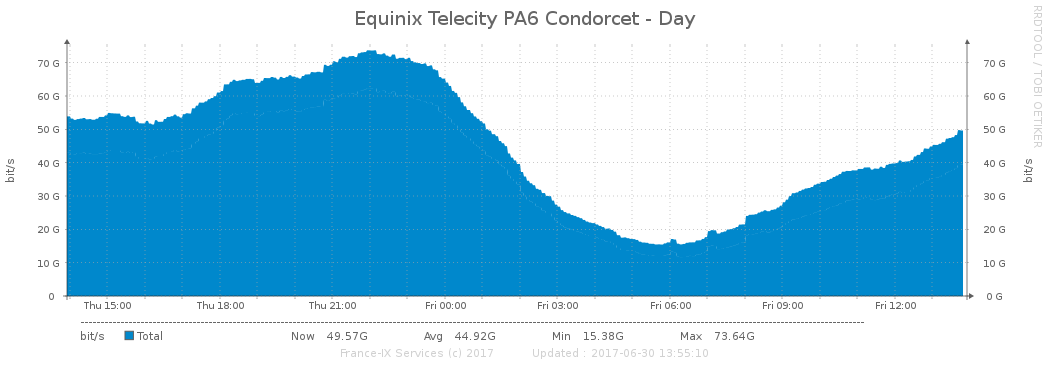 Equinix Telecity PA6 Condorcet - Day
RRDTOOL / TOBI OETIKER
bit/s
70 G 70 G
60 G 60 G
50 G 50 G
40 G 40 G
30 G 30 G
20 G 20 G
10 G 10 G
0 0 G
bit/s
Thu 15:00 Thu 18:00 Thu 21:00 Fri 00:00 Fri 03:00 Fri 06:00 Fri 09:00 Fri 12:00
bit/s Total Now 49.57G Avg 44.92G Min 15.38G Max 73.64G
France-IX Services (c) 2017 Updated : 2017-06-30 13:55:10